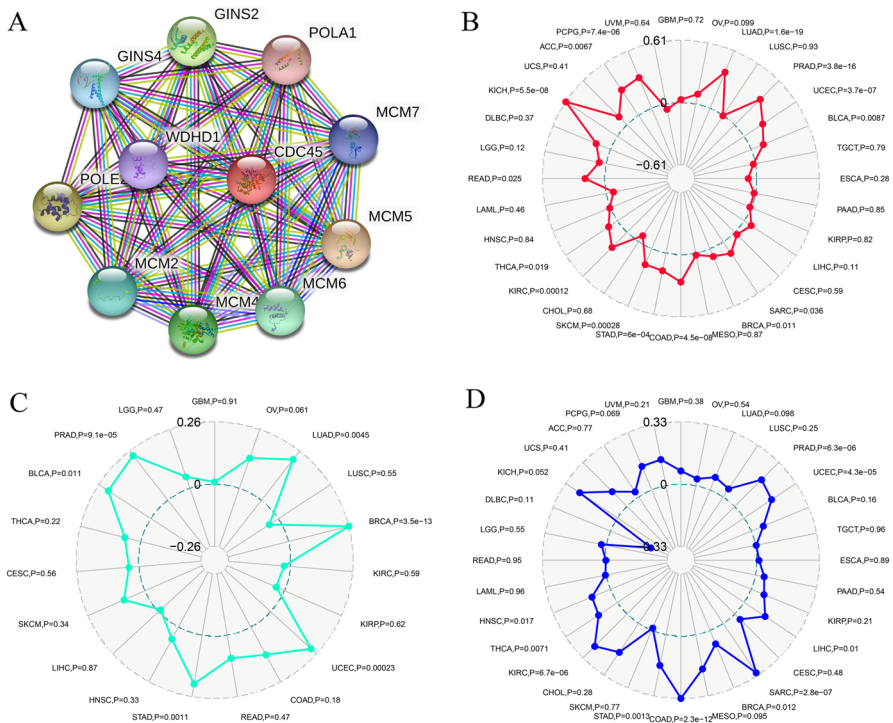 A
GINS2
POLA1
GINS4
MCM7
WDHD1
CDC45
POLE2
MCM5
MCM2
MCM6
MCM4
B
UVM,P=0.64
GBM,P=0.72
OV,P=0.099
PCPG,P=7.4e-06
LUAD,P=1.6e-19
ACC,P=0.0067
0.61
LUSC,P=0.93
UCS,P=0.41
PRAD,P=3.8e-16
KICH,P=5.5e-08
UCEC,P=3.7e-07
0
DLBC,P=0.37
BLCA,P=0.0087
LGG,P=0.12
TGCT,P=0.79
−0.61
READ,P=0.025
ESCA,P=0.28
LAML,P=0.46
PAAD,P=0.85
HNSC,P=0.84
KIRP,P=0.82
THCA,P=0.019
LIHC,P=0.11
KIRC,P=0.00012
CESC,P=0.59
CHOL,P=0.68
SARC,P=0.036
SKCM,P=0.00028
BRCA,P=0.011
STAD,P=6e−04
COAD,P=4.5e−08
MESO,P=0.87
C
GBM,P=0.91
LGG,P=0.47
OV,P=0.061
0.26
PRAD,P=9.1e-05
LUAD,P=0.0045
BLCA,P=0.011
LUSC,P=0.55
0
THCA,P=0.22
BRCA,P=3.5e-13
−0.26
CESC,P=0.56
KIRC,P=0.59
SKCM,P=0.34
KIRP,P=0.62
LIHC,P=0.87
UCEC,P=0.00023
HNSC,P=0.33
COAD,P=0.18
STAD,P=0.0011
READ,P=0.47
D
UVM,P=0.21
GBM,P=0.38
OV,P=0.54
PCPG,P=0.069
LUAD,P=0.098
ACC,P=0.77
0.33
LUSC,P=0.25
UCS,P=0.41
PRAD,P=6.3e-06
KICH,P=0.052
UCEC,P=4.3e-05
0
DLBC,P=0.11
BLCA,P=0.16
LGG,P=0.55
TGCT,P=0.96
−0.33
READ,P=0.95
ESCA,P=0.89
LAML,P=0.96
PAAD,P=0.54
HNSC,P=0.017
KIRP,P=0.21
THCA,P=0.0071
LIHC,P=0.01
KIRC,P=6.7e-06
CESC,P=0.48
CHOL,P=0.28
SARC,P=2.8e-07
SKCM,P=0.77
BRCA,P=0.012
STAD,P=0.0013
COAD,P=2.3e−12
MESO,P=0.095